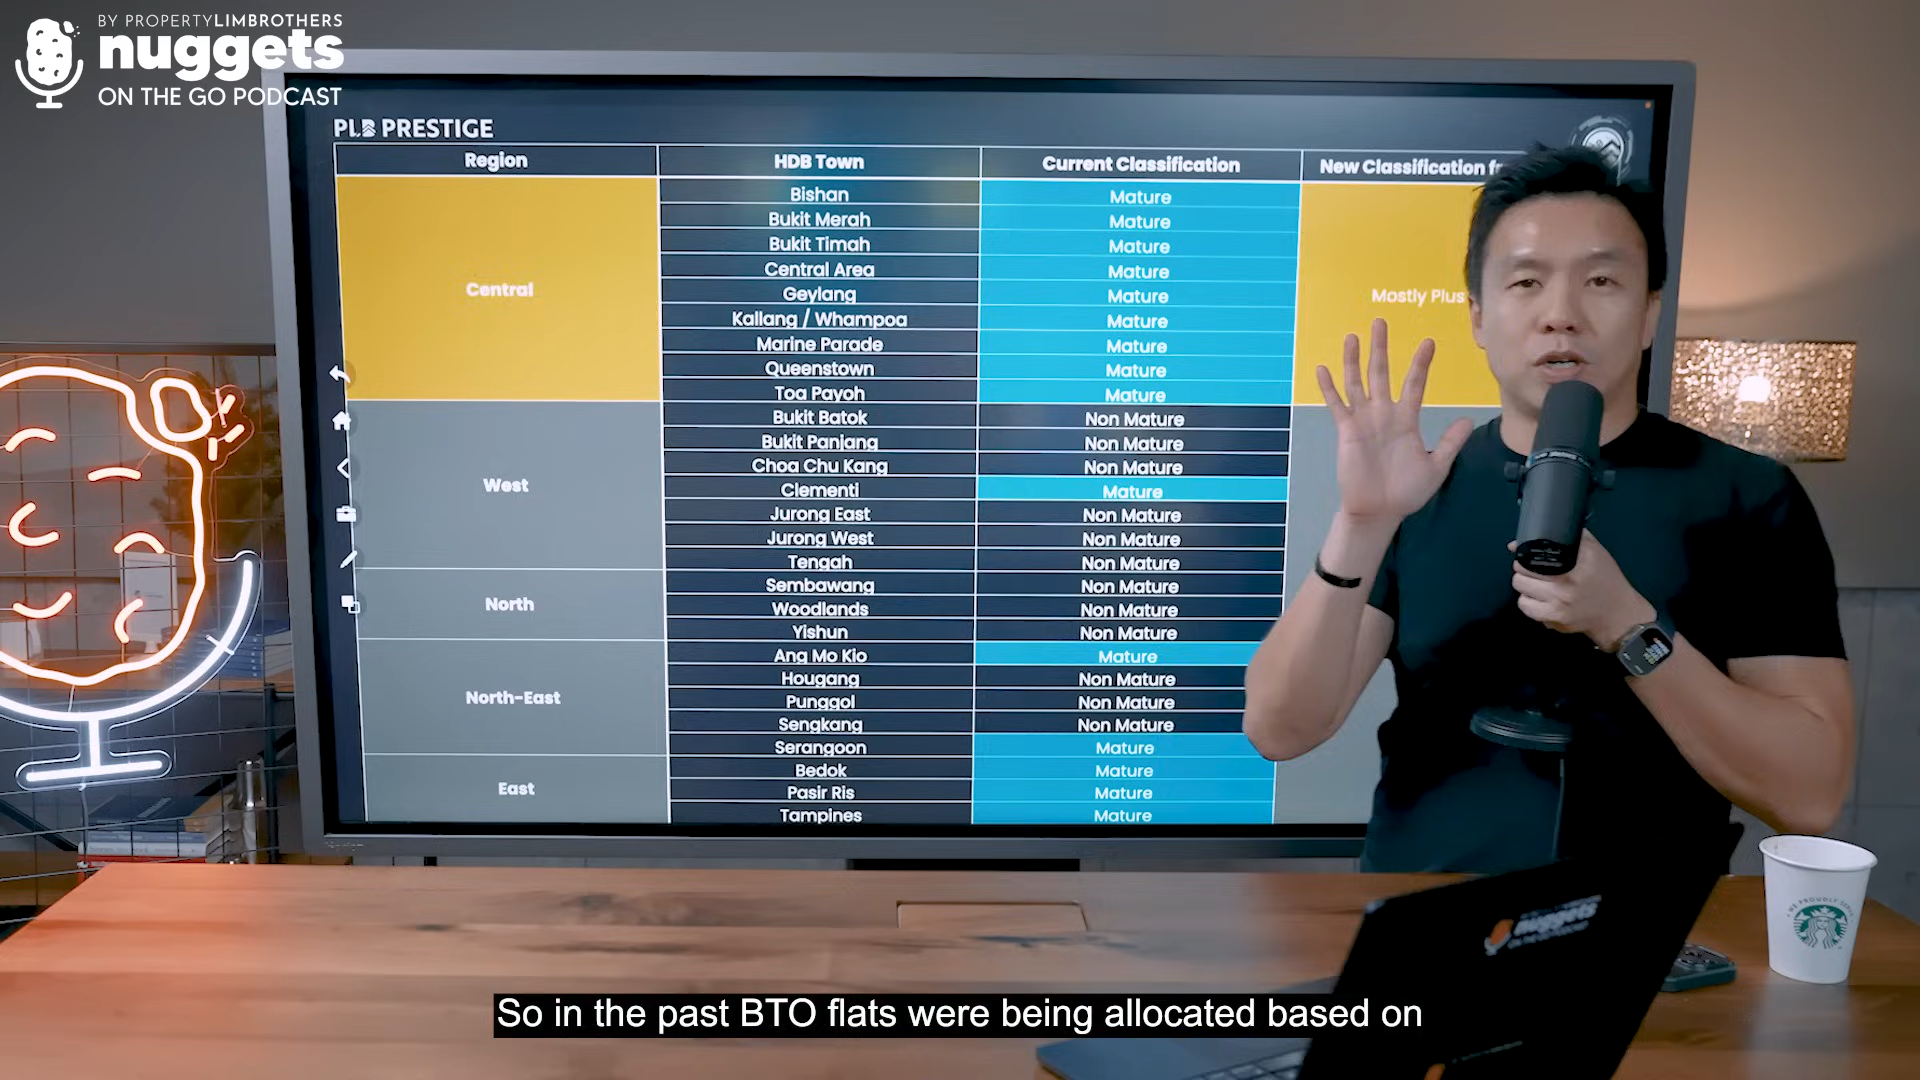 BY PROPERTYLIMBROTHERS
nuggets
ON THE GO PODCAST
PLB PRESTIGE
Region HDB Town Current Classification New Classification
Central Bishan Mature Mostly Plus
Bukit Merah Mature
Bukit Timah Mature
Central Area Mature
Geylang Mature
Kallang / Whampoa Mature
Marine Parade Mature
Queenstown Mature
Toa Payoh Mature
West Bukit Batok Non Mature
Bukit Panjang Non Mature
Choa Chu Kang Non Mature
Clementi Mature
Jurong East Non Mature
Jurong West Non Mature
Tengah Non Mature
North Sembawang Non Mature
Woodlands Non Mature
Yishun Non Mature
North-East Ang Mo Kio Mature
Hougang Non Mature
Punggol Non Mature
Sengkang Non Mature
Serangoon Mature
East Bedok Mature
Pasir Ris Mature
Tampines Mature
nuggets
So in the past BTO flats were being allocated based on